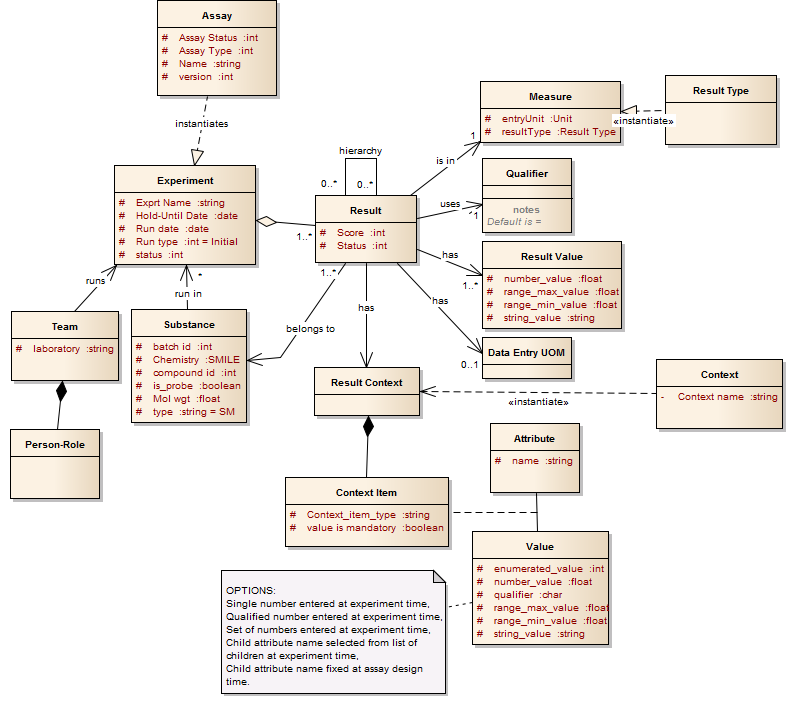 Assay
# Assay Status :int
# Assay Type :int
# Name :string
# version :int
instantiates
Experiment
# Exprt Name :string
# Hold-Until Date :date
# Run date :date
# Run type :int = Initial
# status :int
hierarchy
0..* 0..*
Result
# Score :int
# Status :int
1..*
1..*
Measure
# entryUnit :Unit
# resultType :Result Type
Result Type
«instantiate»
is in
1
Qualifier
notes
Default is =
uses
1
Result Value
# number_value :float
# range_max_value :float
# range_min_value :float
# string_value :string
has
1..*
Data Entry UOM
has
0..1
runs
Team
# laboratory :string
Person-Role
*
run in
Substance
# batch id :int
# Chemistry :SMILE
# compound id :int
# is_probe :boolean
# Mol wgt :float
# type :string = SM
belongs to
has
Result Context
«instantiate»
Context
- Context name :string
Attribute
# name :string
Context Item
# Context_item_type :string
# value is mandatory :boolean
Value
# enumerated_value :int
# number_value :float
# qualifier :char
# range_max_value :float
# range_min_value :float
# string_value :string
OPTIONS:
Single number entered at experiment time,
Qualified number entered at experiment time,
Set of numbers entered at experiment time,
Child attribute name selected from list of
children at experiment time,
Child attribute name fixed at assay design
time.